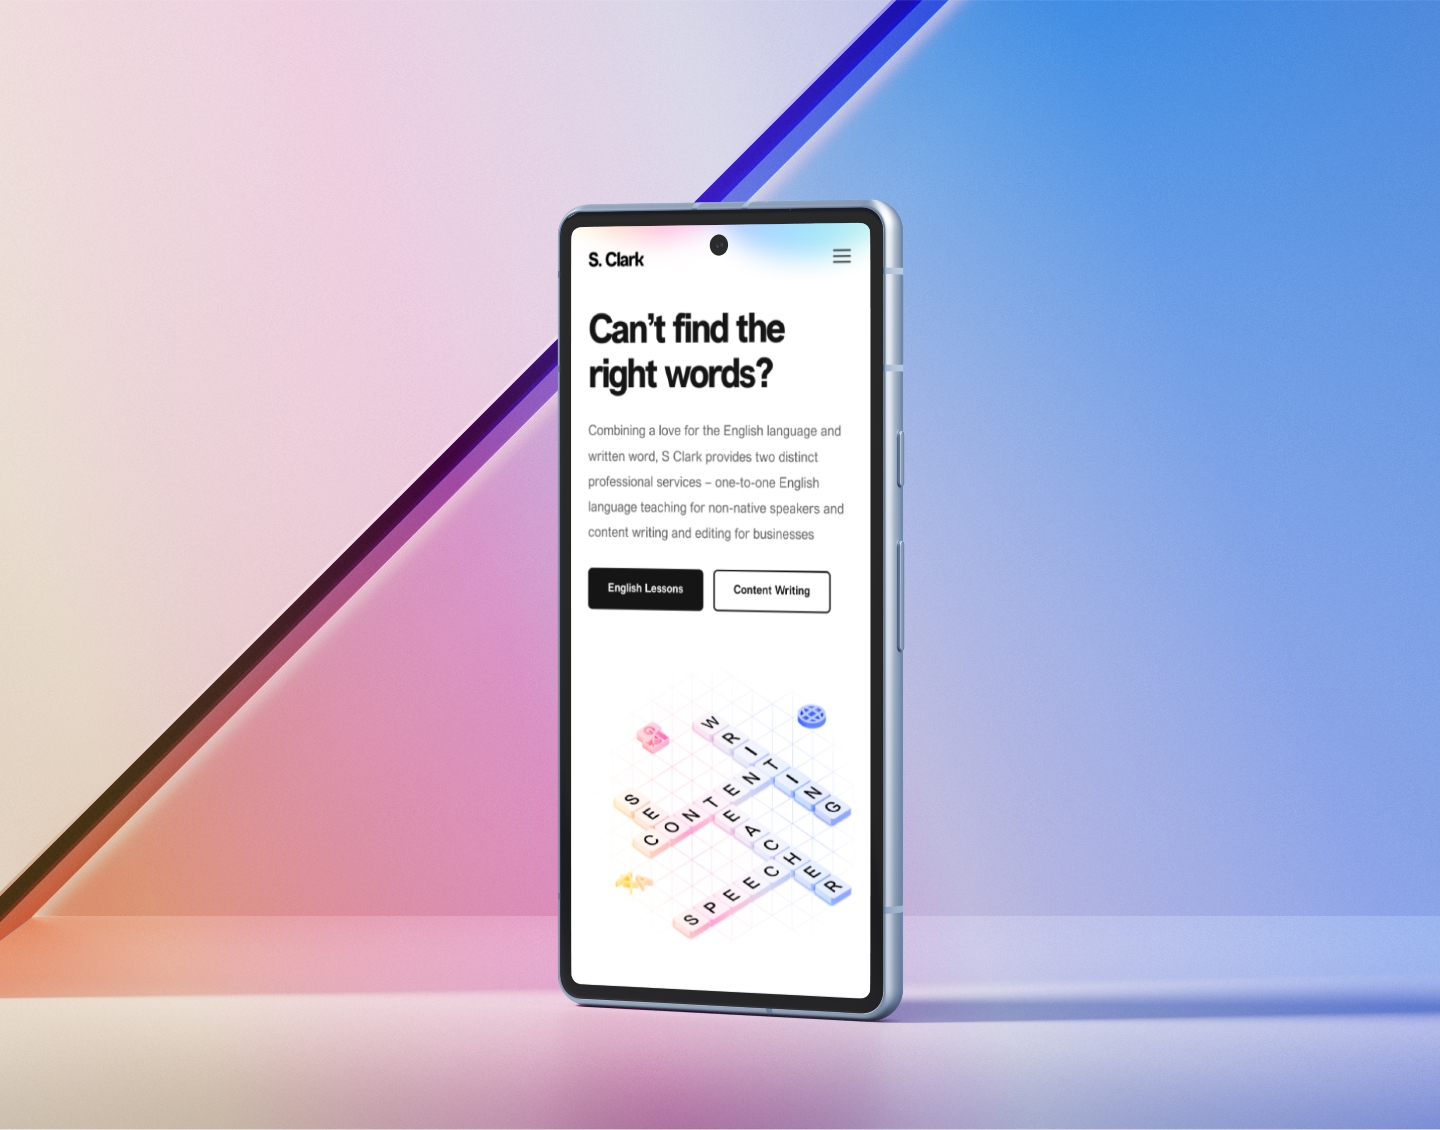 S. Clark
Can't find the
right words?
Combining a love for the English language and
written word, S Clark provides two distinct
professional services – one-to-one English
language teaching for non-native speakers and
content writing and editing for businesses
English Lessons
Content Writing
WRITING
SEO
CONTENT
TEACHER
SPEECH